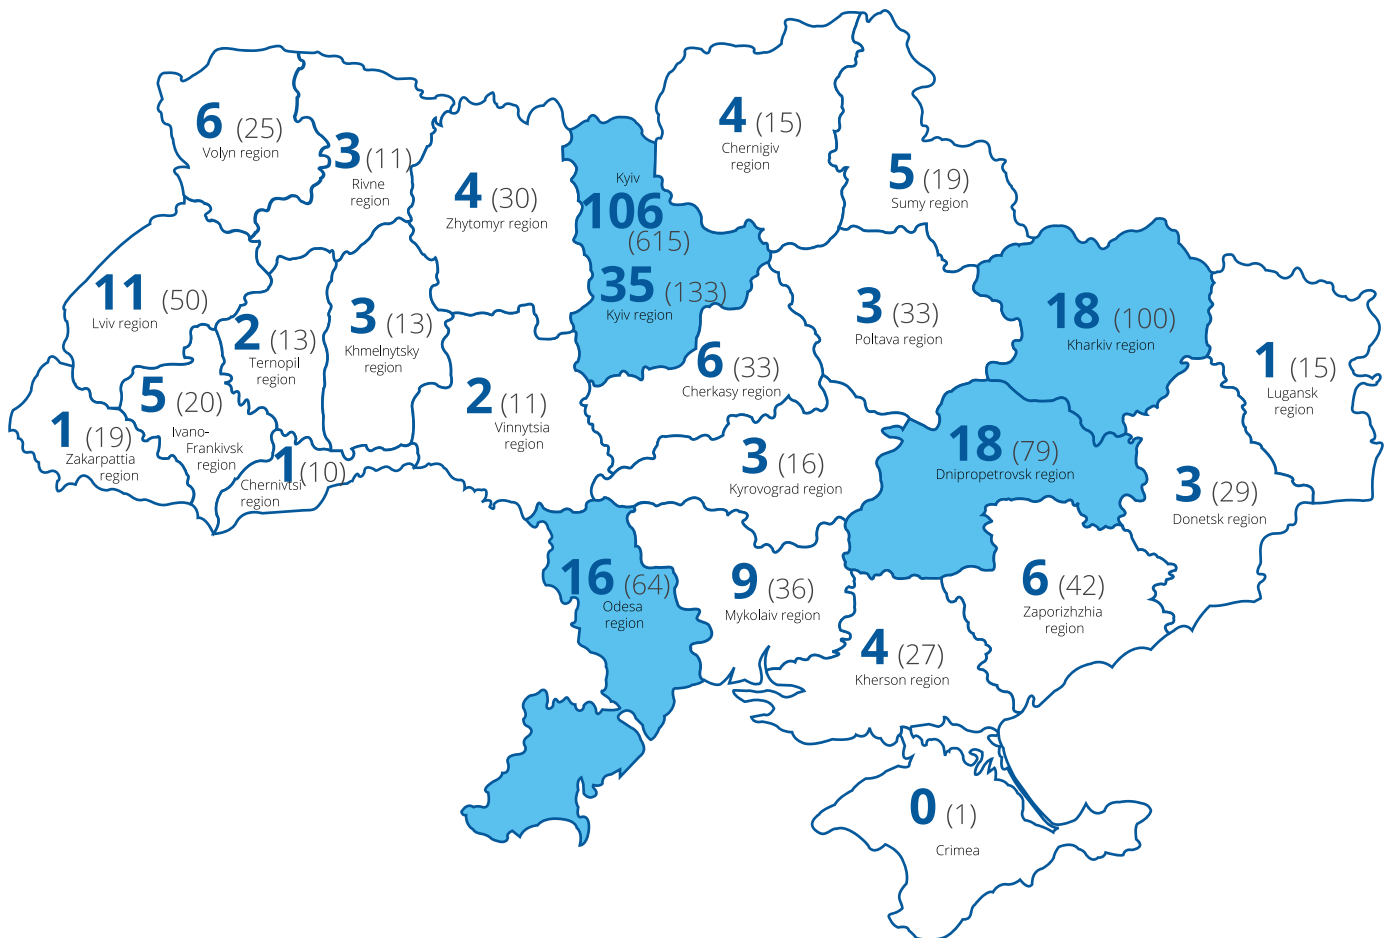 6 (25)
Volyn region
3 (11)
Rivne
region
4 (30)
Zhytomyr region
Kyiv
106
(615)
35 (133)
Kyiv region
4 (15)
Chernigiv
region
5 (19)
Sumy region
11 (50)
Lviv region
2 (13)
Ternopil
region
3 (13)
Khmelnytsky
region
6 (33)
Cherkasy region
3 (33)
Poltava region
18 (100)
Kharkiv region
1 (15)
Lugansk
region
1 (19)
Zakarpattia
region
5 (20)
Ivano-
Frankivsk
region
1 (10)
Chernivtsi
region
2 (11)
Vinnytsia
region
3 (16)
Kyrovograd region
18 (79)
Dnipropetrovsk region
3 (29)
Donetsk region
16 (64)
Odesa
region
9 (36)
Mykolaiv region
4 (27)
Kherson region
6 (42)
Zaporizhzhia
region
0 (1)
Crimea